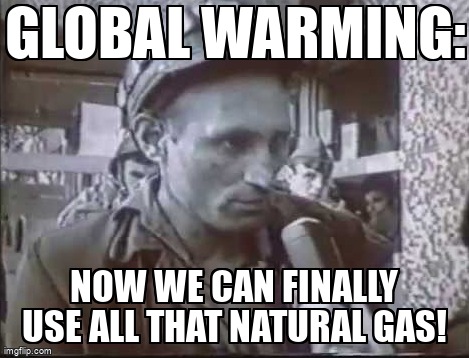 GLOBAL WARMING:
NOW WE CAN FINALLY
USE ALL THAT NATURAL GAS!
imgflip.com